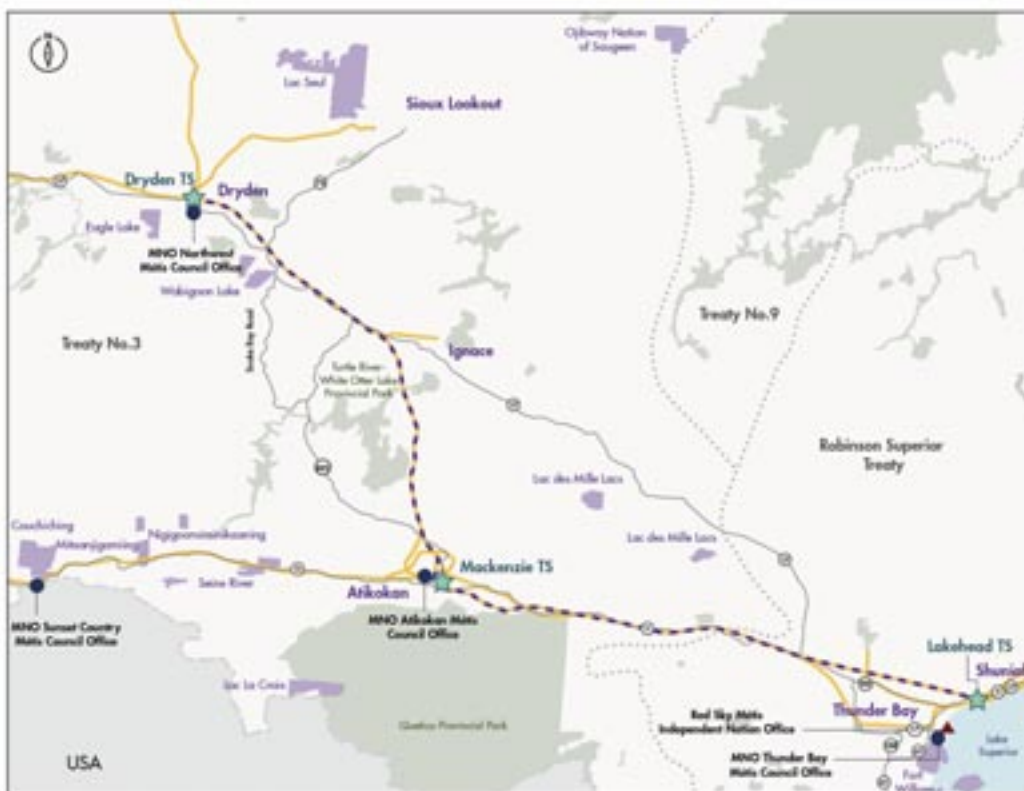 Ojibway Nation
of Saugeen
Lac Seul
Sioux Lookout
Dryden TS
Dryden
Eagle Lake
MNO Northwest
Métis Council Office
Wabigoon Lake
Treaty No.3
Treaty No.9
Ignace
Turtle River-
White Otter Lake
Provincial Park
Robinson Superior
Treaty
Lac des Mille Lacs
Lac des Mille Lacs
Couchiching
Seine River
Mackenzie TS
Atikokan
MNO Atikokan Métis
Council Office
MNO Sunset Country
Métis Council Office
Lac La Croix
Quetico Provincial Park
USA
Lakehead TS
Shuniah
Thunder Bay
Red Sky Métis
Independent Nation Office
MNO Thunder Bay
Métis Council Office
Lake
Superior
Fort